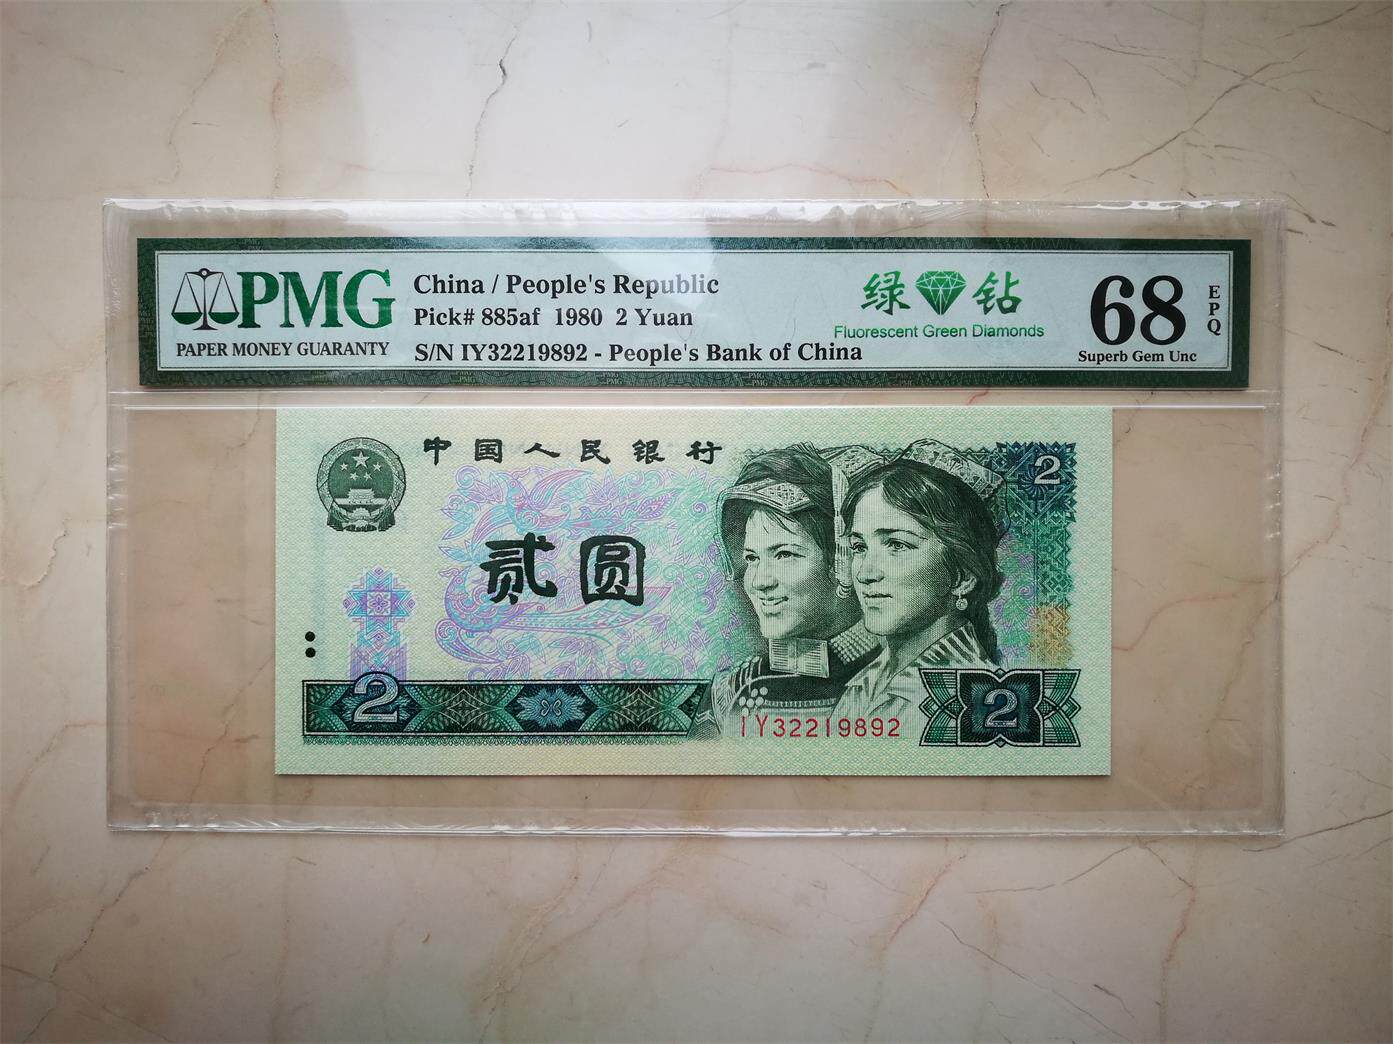 PMG
PAPER MONEY GUARANTY
China / People's Republic
Pick# 885af 1980 2 Yuan
S/N IY32219892 - People's Bank of China
绿钻
Fluorescent Green Diamonds
68
EPQ
Superb Gem Unc
中国人民银行
2
贰圆
2
IY32219892
2